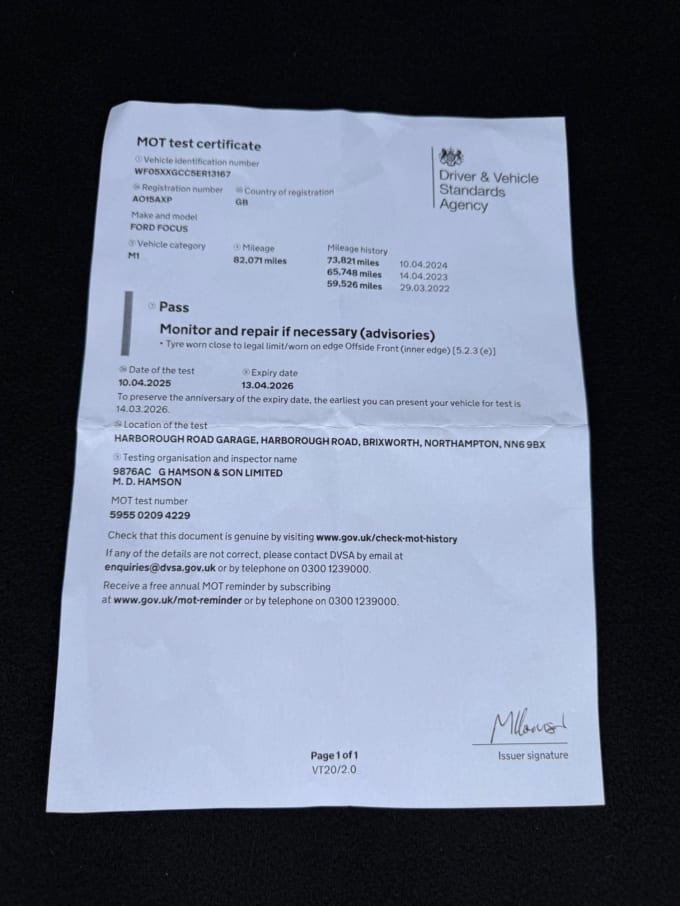 MOT test certificate
Vehicle identification number
WF05XXGCC5ER13167
Registration number
AO15AXP
Country of registration
GB
Make and model
FORD FOCUS
Vehicle category
M1
Mileage
82,071 miles
Mileage history
73,821 miles 10.04.2024
65,748 miles 14.04.2023
59,526 miles 29.03.2022
Driver & Vehicle
Standards
Agency
Pass
Monitor and repair if necessary (advisories)
• Tyre worn close to legal limit/worn on edge Offside Front (inner edge) [5.2.3 (e)]
Date of the test
10.04.2025
Expiry date
13.04.2026
To preserve the anniversary of the expiry date, the earliest you can present your vehicle for test is
14.03.2026.
Location of the test
HARBOROUGH ROAD GARAGE, HARBOROUGH ROAD, BRIXWORTH, NORTHAMPTON, NN6 9BX
Testing organisation and inspector name
9876AC G HAMSON & SON LIMITED
M. D. HAMSON
MOT test number
5955 0209 4229
Check that this document is genuine by visiting www.gov.uk/check-mot-history
If any of the details are not correct, please contact DVSA by email at
enquiries@dvsa.gov.uk or by telephone on 0300 1239000.
Receive a free annual MOT reminder by subscribing
at www.gov.uk/mot-reminder or by telephone on 0300 1239000.
Issuer signature
Page 1 of 1
VT20/2.0